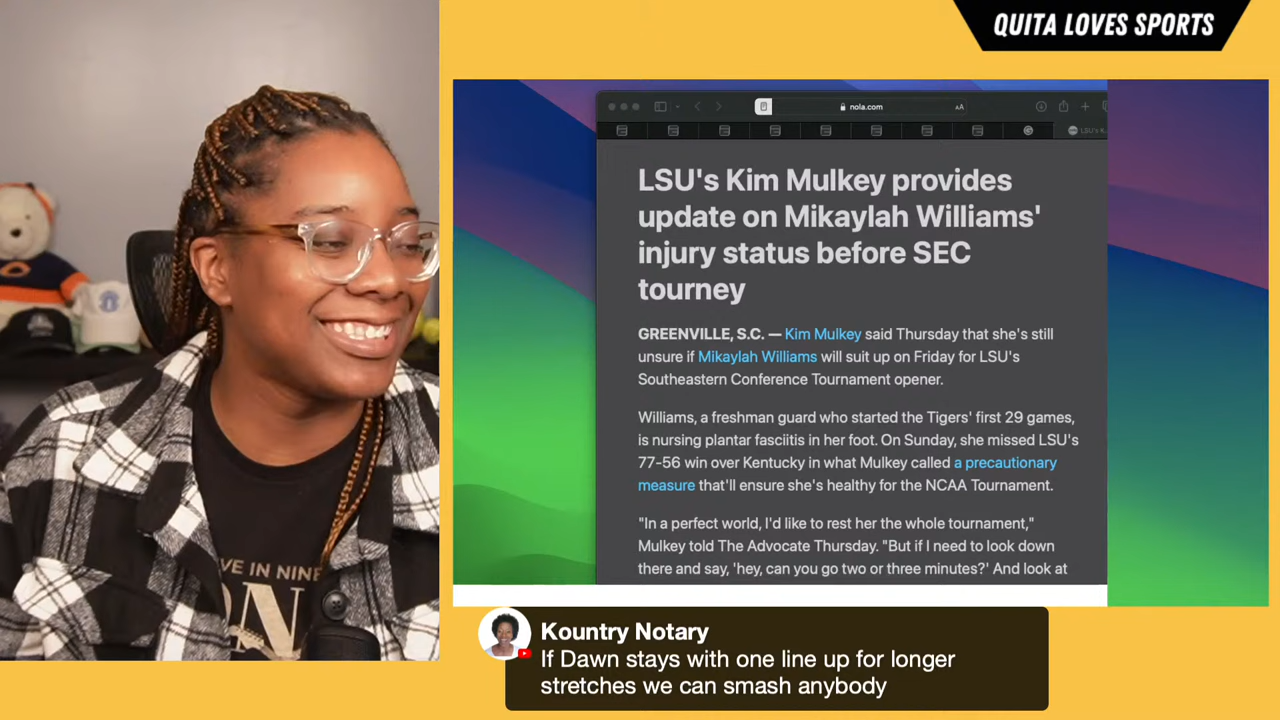 QUITA LOVES SPORTS
nola.com
AA
LSU's K
LSU's Kim Mulkey provides
update on Mikaylah Williams'
injury status before SEC
tourney
GREENVILLE, S.C. — Kim Mulkey said Thursday that she's still
unsure if Mikaylah Williams will suit up on Friday for LSU's
Southeastern Conference Tournament opener.
Williams, a freshman guard who started the Tigers' first 29 games,
is nursing plantar fasciitis in her foot. On Sunday, she missed LSU's
77-56 win over Kentucky in what Mulkey called a precautionary
measure that'll ensure she's healthy for the NCAA Tournament.
"In a perfect world, I'd like to rest her the whole tournament,"
Mulkey told The Advocate Thursday. "But if I need to look down
there and say, 'hey, can you go two or three minutes?' And look at
VE IN NINE
Kountry Notary
If Dawn stays with one line up for longer
stretches we can smash anybody